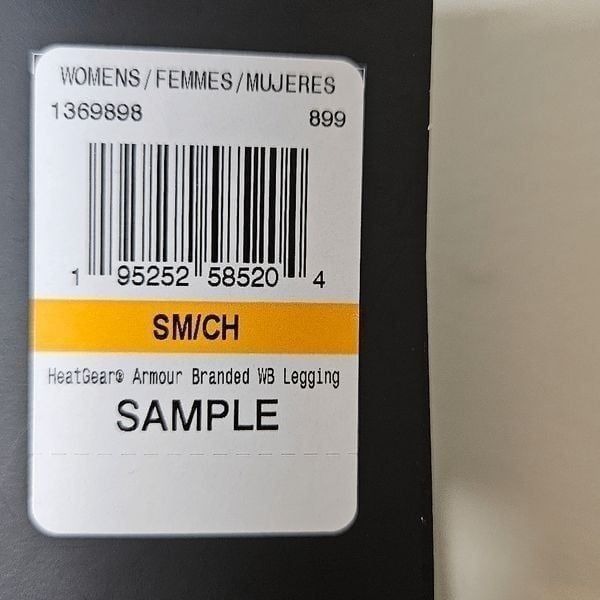 WOMENS/FEMMES/MUJERES
1369898 899
1 95252 58520 4
SM/CH
HeatGear® Armour Branded WB Legging
SAMPLE